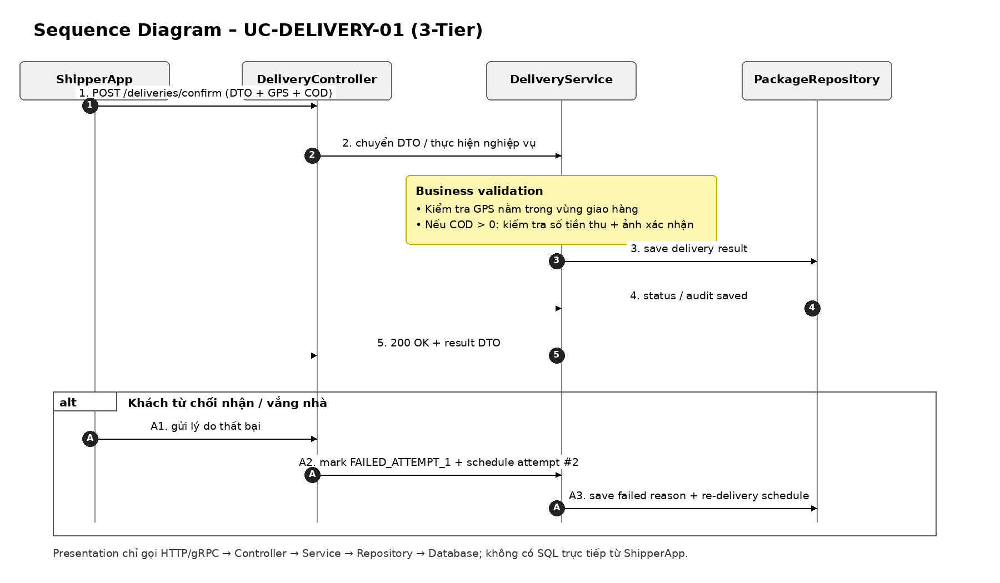 Sequence Diagram – UC-DELIVERY-01 (3-Tier)
ShipperApp
DeliveryController
DeliveryService
PackageRepository
1. POST /deliveries/confirm (DTO + GPS + COD)
1
2. chuyển DTO / thực hiện nghiệp vụ
2
Business validation
• Kiểm tra GPS nằm trong vùng giao hàng
• Nếu COD > 0: kiểm tra số tiền thu + ảnh xác nhận
3. save delivery result
3
4. status / audit saved
4
5. 200 OK + result DTO
5
alt
Khách từ chối nhận / vắng nhà
A1. gửi lý do thất bại
A
A2. mark FAILED_ATTEMPT_1 + schedule attempt #2
A
A3. save failed reason + re-delivery schedule
A
Presentation chỉ gọi HTTP/gRPC → Controller → Service → Repository → Database; không có SQL trực tiếp từ ShipperApp.